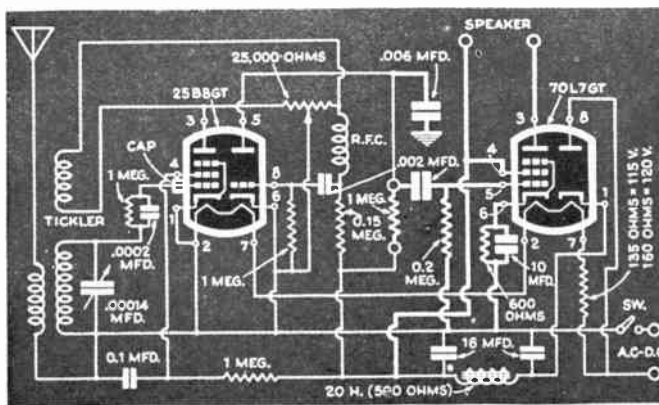 SPEAKER
25,000 OHMS
.006 MFD.
25B8GT
70L7GT
3
5
3
8
R.F.C.
CAP
4
1 MEG.
8
6
1
2
7
.002 MFD.
4
5
6
1
2
7
1 MEG.
0.15
MEG.
TICKLER
.0002
MFD.
.00014
MFD.
1 MEG.
0.2
MEG.
10
MFD.
600
OHMS
135 OHMS = 115 V.
160 OHMS = 120 V.
SW.
A.C-D.C.
0.1 MFD.
1 MEG.
16 MFD.
20 H. (500 OHMS)